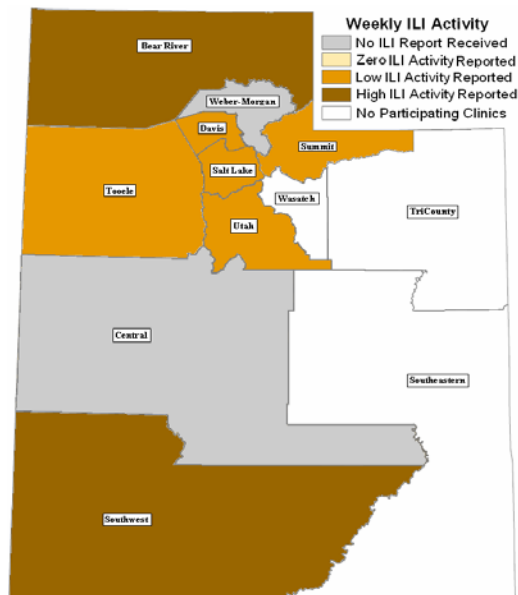 Weekly ILI Activity
No ILI Report Received
Zero ILI Activity Reported
Low ILI Activity Reported
High ILI Activity Reported
No Participating Clinics
Bear River
Weber-Morgan
Davis
Summit
Salt Lake
Tooele
Wasatch
TriCounty
Utah
Central
Southeastern
Southwest